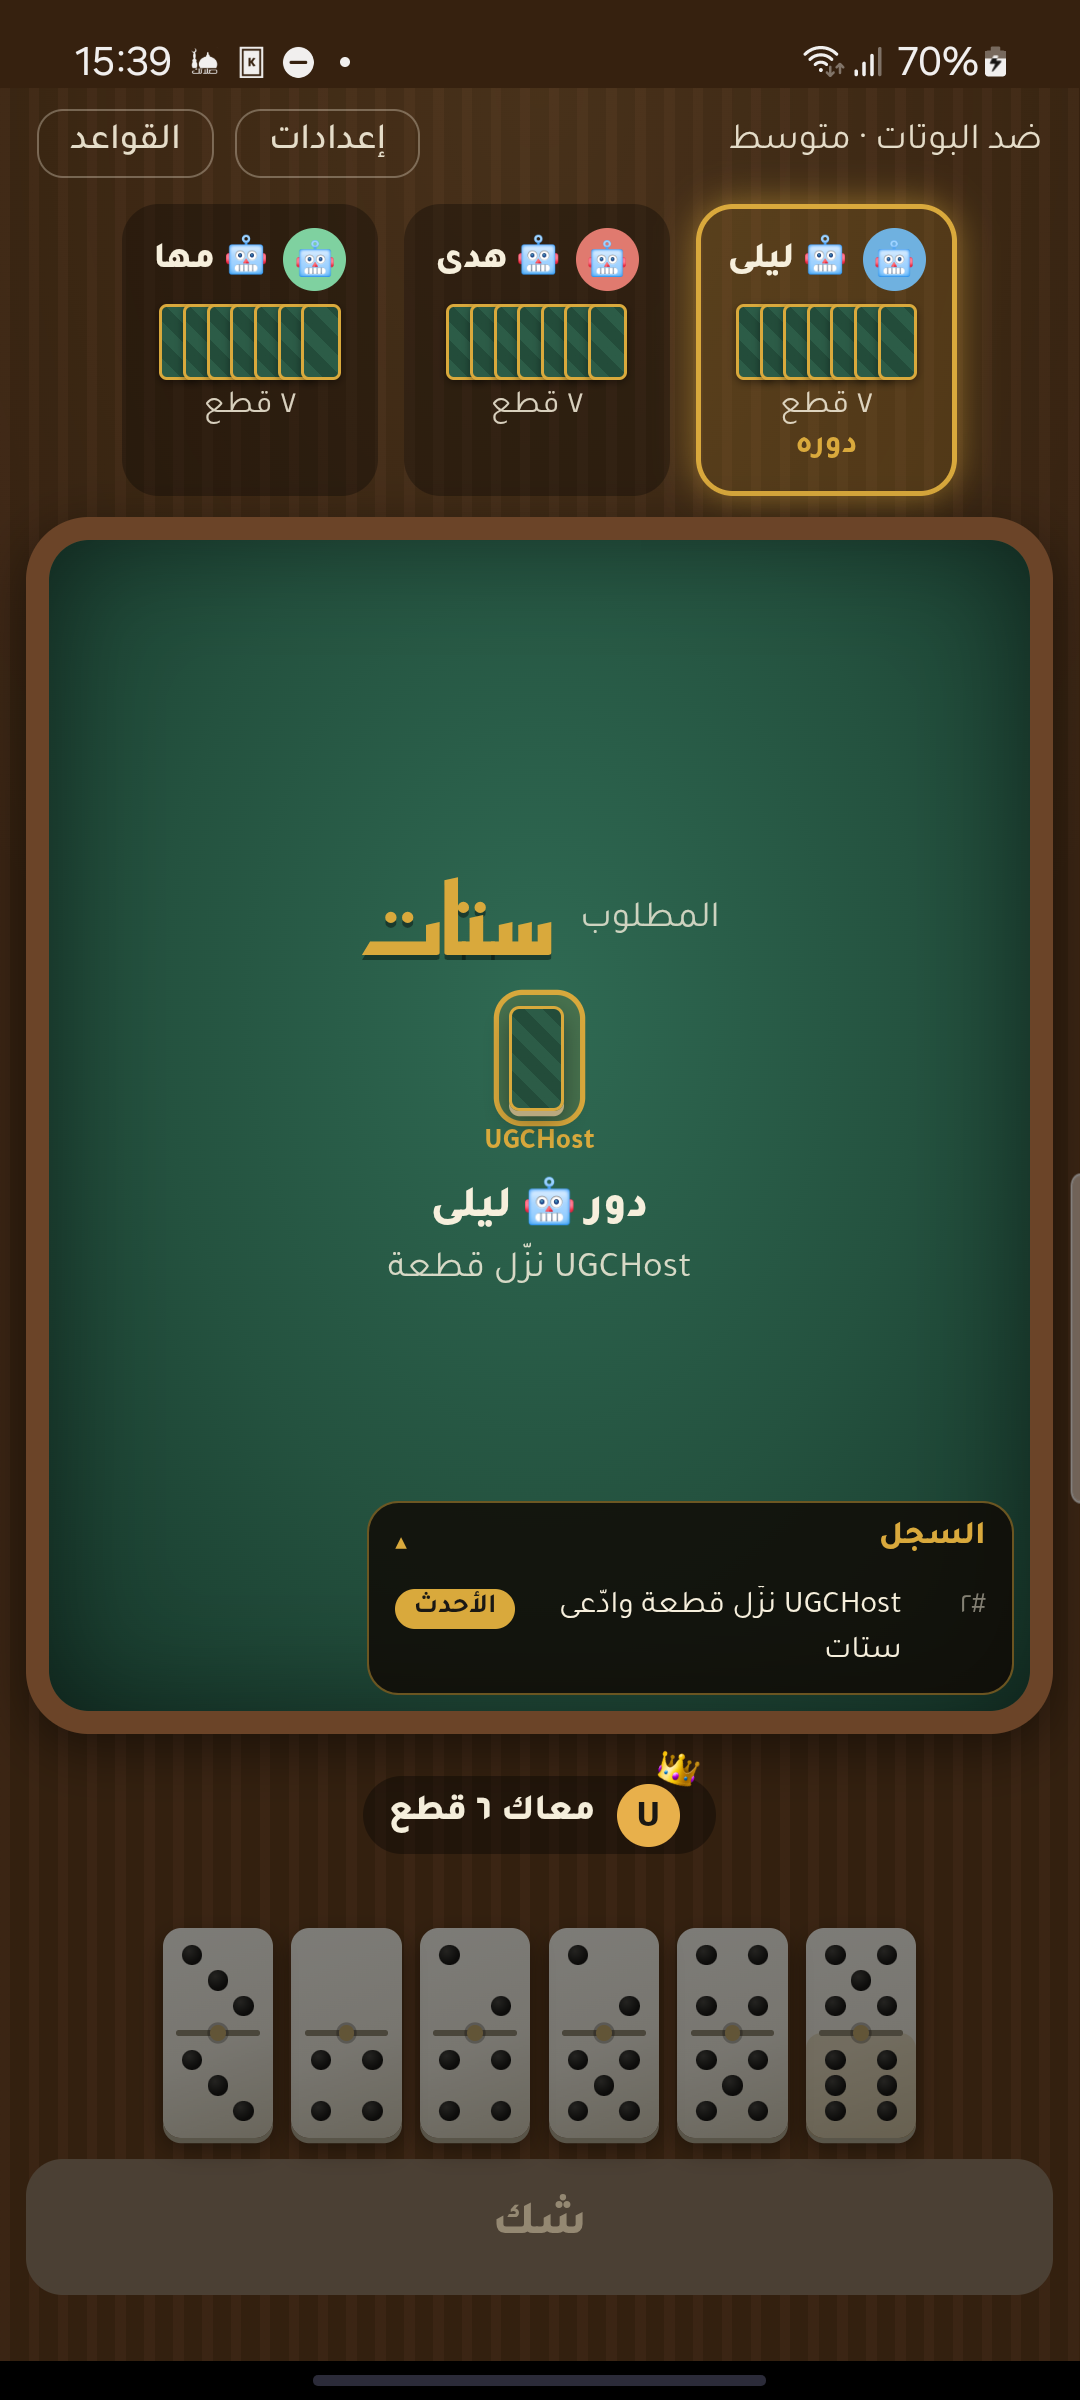 15:39
70%
ضد البوتات · متوسط
إعدادات
القواعد
ليلى
هدى
مها
٧ قطع
٧ قطع
٧ قطع
دوره
المطلوب ستات
UGCHost
دور ليلى
UGCHost نزّل قطعة
السجل
#٢ UGCHost نزّل قطعة وادّعى الأحدث
ستات
U معاك ٦ قطع
شك